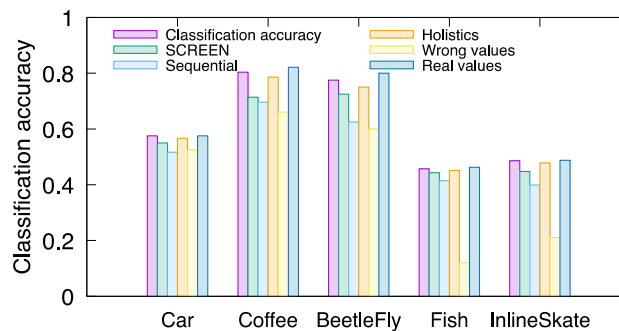 1
0.8
0.6
0.4
0.2
0
Classification accuracy
Classification accuracy
SCREEN
Sequential
Holistics
Wrong values
Real values
Car Coffee BeetleFly Fish InlineSkate